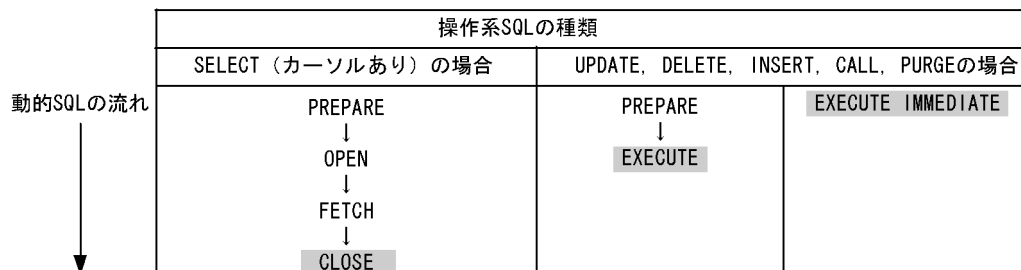 操作系SQLの種類
SELECT（カーソルあり）の場合
UPDATE, DELETE, INSERT, CALL, PURGEの場合
動的SQLの流れ
PREPARE
↓
OPEN
↓
FETCH
↓
CLOSE
PREPARE
↓
EXECUTE
EXECUTE IMMEDIATE